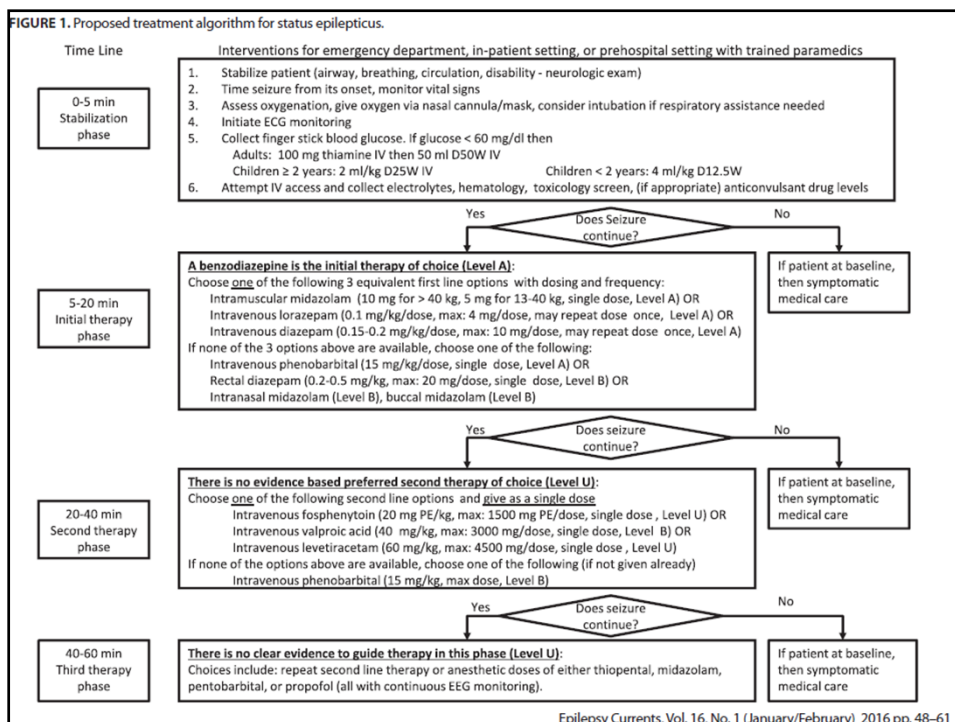 FIGURE 1. Proposed treatment algorithm for status epilepticus.
Time Line
Interventions for emergency department, in-patient setting, or prehospital setting with trained paramedics
0-5 min
Stabilization
phase
1. Stabilize patient (airway, breathing, circulation, disability - neurologic exam)
2. Time seizure from its onset, monitor vital signs
3. Assess oxygenation, give oxygen via nasal cannula/mask, consider intubation if respiratory assistance needed
4. Initiate ECG monitoring
5. Collect finger stick blood glucose. If glucose < 60 mg/dl then
Adults: 100 mg thiamine IV then 50 ml D50W IV
Children ≥ 2 years: 2 ml/kg D25W IV Children < 2 years: 4 ml/kg D12.5W
6. Attempt IV access and collect electrolytes, hematology, toxicology screen, (if appropriate) anticonvulsant drug levels
Yes
Does Seizure
continue?
No
5-20 min
Initial therapy
phase
A benzodiazepine is the initial therapy of choice (Level A):
Choose one of the following 3 equivalent first line options with dosing and frequency:
Intramuscular midazolam (10 mg for > 40 kg, 5 mg for 13-40 kg, single dose, Level A) OR
Intravenous lorazepam (0.1 mg/kg/dose, max: 4 mg/dose, may repeat dose once, Level A) OR
Intravenous diazepam (0.15-0.2 mg/kg/dose, max: 10 mg/dose, may repeat dose once, Level A)
If none of the 3 options above are available, choose one of the following:
Intravenous phenobarbital (15 mg/kg/dose, single dose, Level A) OR
Rectal diazepam (0.2-0.5 mg/kg, max: 20 mg/dose, single dose, Level B) OR
Intranasal midazolam (Level B), buccal midazolam (Level B)
If patient at baseline,
then symptomatic
medical care
Yes
Does seizure
continue?
No
20-40 min
Second therapy
phase
There is no evidence based preferred second therapy of choice (Level U):
Choose one of the following second line options and give as a single dose
Intravenous fosphenytoin (20 mg PE/kg, max: 1500 mg PE/dose, single dose , Level U) OR
Intravenous valproic acid (40 mg/kg, max: 3000 mg/dose, single dose, Level B) OR
Intravenous levetiracetam (60 mg/kg, max: 4500 mg/dose, single dose , Level U)
If none of the options above are available, choose one of the following (if not given already)
Intravenous phenobarbital (15 mg/kg, max dose, Level B)
If patient at baseline,
then symptomatic
medical care
Yes
Does seizure
continue?
No
40-60 min
Third therapy
phase
There is no clear evidence to guide therapy in this phase (Level U):
Choices include: repeat second line therapy or anesthetic doses of either thiopental, midazolam,
pentobarbital, or propofol (all with continuous EEG monitoring).
If patient at baseline,
then symptomatic
medical care
Epilepsy Currents, Vol. 16, No. 1 (January/February) 2016 pp. 48–61